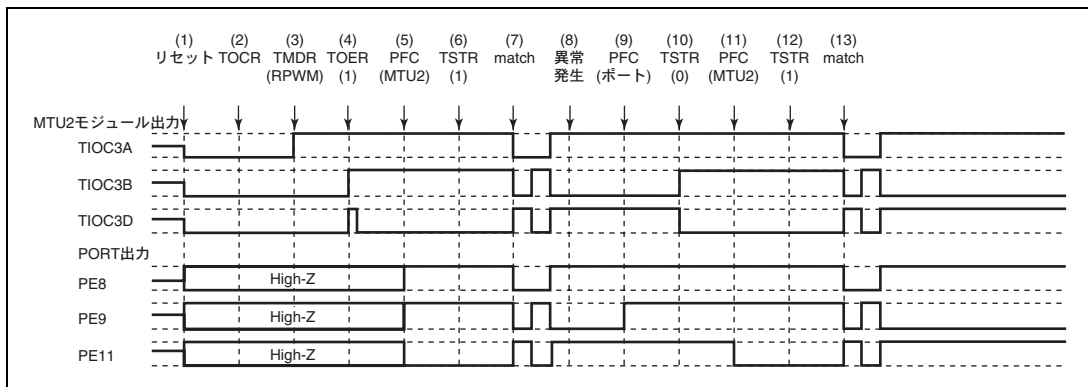 (1) (2) (3) (4) (5) (6) (7) (8) (9) (10) (11) (12) (13)
リセット TOCR TMDR TOER PFC TSTR match 異常 PFC TSTR PFC TSTR match
(RPWM) (1) (MTU2) (1) 発生 (ポート) (0) (MTU2) (1)
MTU2モジュール出力
TIOC3A
TIOC3B
TIOC3D
PORT出力
PE8 High-Z
PE9 High-Z
PE11 High-Z